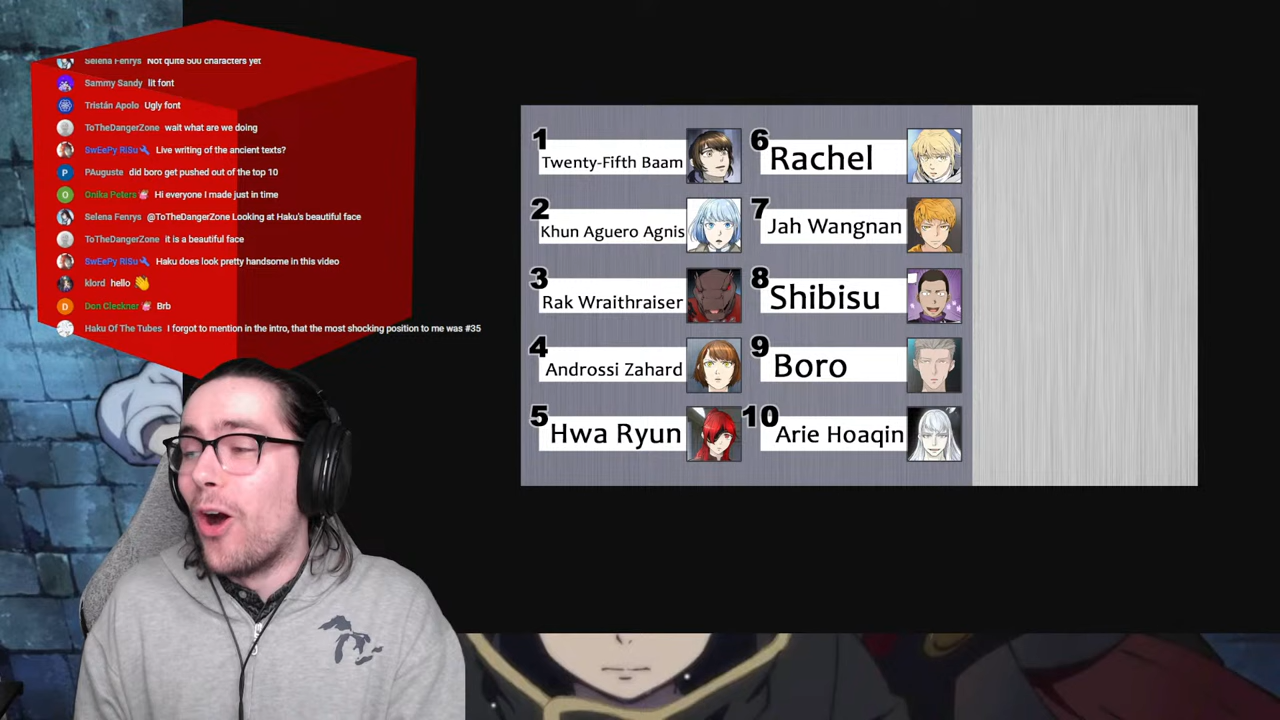 Selena Fenrys Not quite 500 characters yet
Sammy Sandy lit font
Tristán Apolo Ugly font
ToTheDangerZone wait what are we doing
SwEePy RiSu Live writing of the ancient texts?
P PAuguste did boro get pushed out of the top 10
O Onika Peters Hi everyone I made just in time
Selena Fenrys @ToTheDangerZone Looking at Haku's beautiful face
ToTheDangerZone it is a beautiful face
SwEePy RiSu Haku does look pretty handsome in this video
klord hello 👋
D Don Cleckner Brb
Haku Of The Tubes I forgot to mention in the intro, that the most shocking position to me was #35
1 Twenty-Fifth Baam
2 Khun Aguero Agnis
3 Rak Wraithraiser
4 Androssi Zahard
5 Hwa Ryun
6 Rachel
7 Jah Wangnan
8 Shibisu
9 Boro
10 Arie Hoaqin